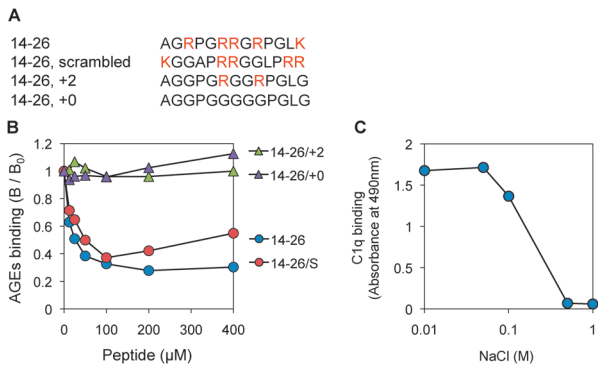 A
14-26 AGRPGRRGRPGLK
14-26, scrambled KGGAPRRGGLPRR
14-26, +2 AGGPGRGGRPGLG
14-26, +0 AGGPGGGGGPGLG
B
AGEs binding (B / B0)
1.2
1
0.8
0.6
0.4
0.2
0
0 100 200 300 400
Peptide (µM)
14-26/+2
14-26/+0
14-26
14-26/S
C
C1q binding
(Absorbance at 490nm)
2
1.5
1
0.5
0
0.01 0.1 1
NaCl (M)